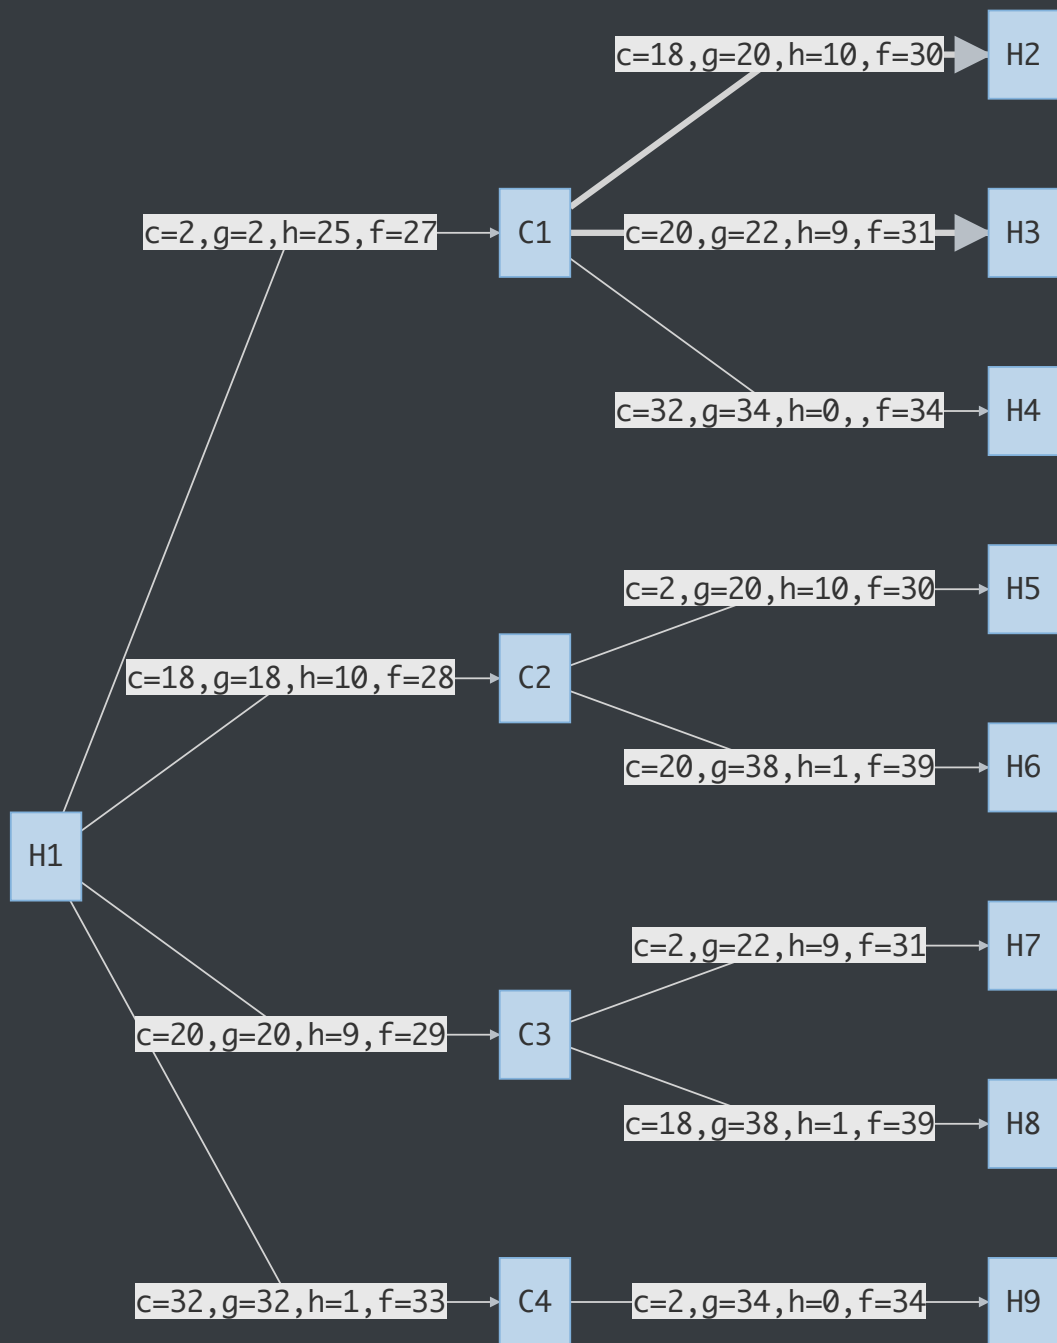 c=18,g=20,h=10,f=30
H2
c=2,g=2,h=25,f=27
C1
c=20,g=22,h=9,f=31
H3
c=32,g=34,h=0,,f=34
H4
c=2,g=20,h=10,f=30
H5
c=18,g=18,h=10,f=28
C2
c=20,g=38,h=1,f=39
H6
H1
c=2,g=22,h=9,f=31
H7
c=20,g=20,h=9,f=29
C3
c=18,g=38,h=1,f=39
H8
c=32,g=32,h=1,f=33
C4
c=2,g=34,h=0,f=34
H9